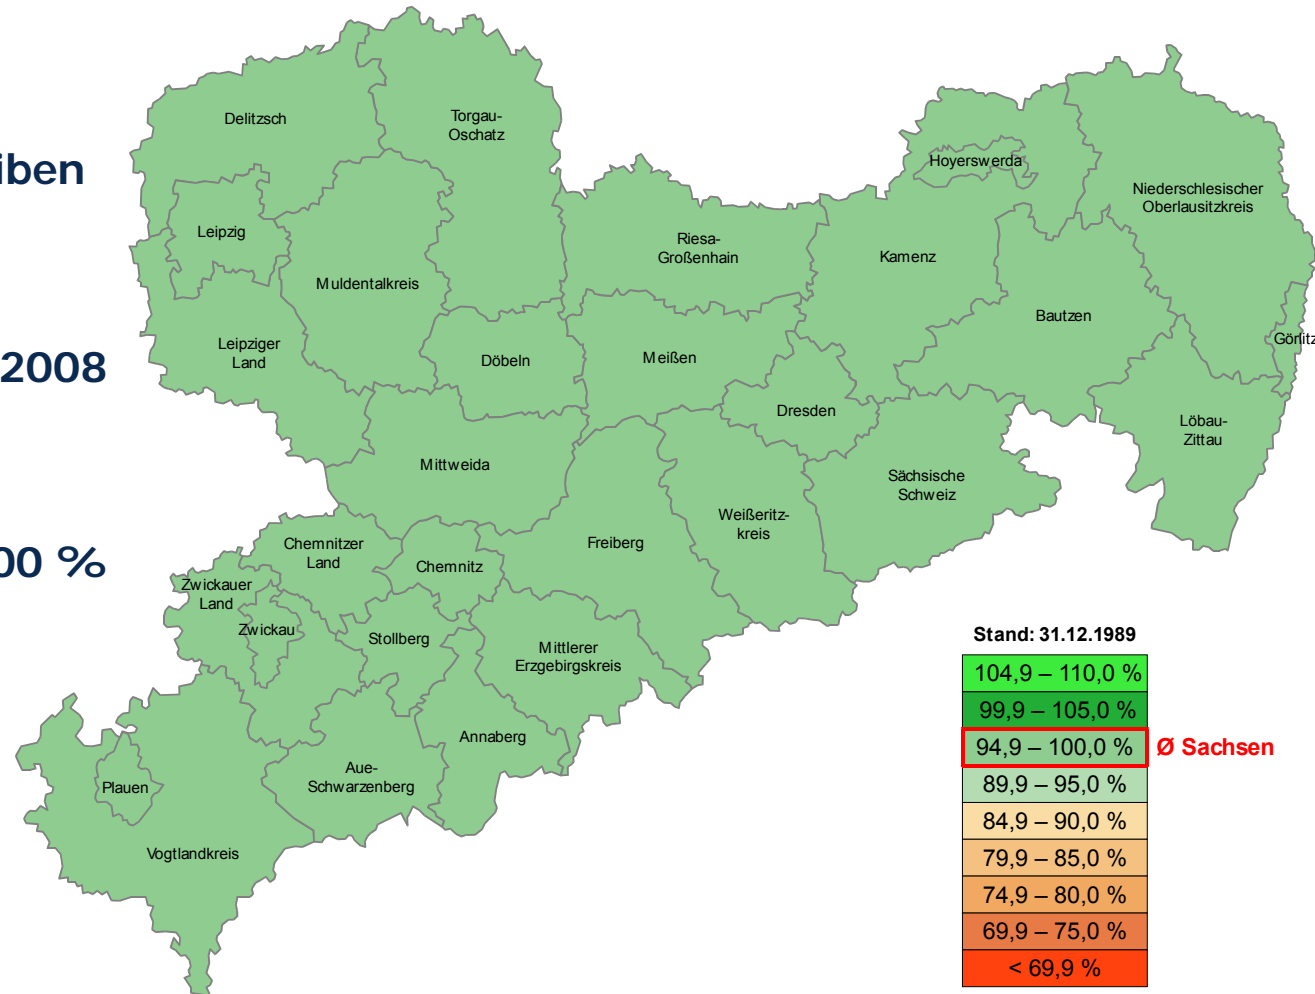 iben
2008
00 %
Delitzsch
Torgau-
Oschatz
Hoyerswerda
Niederschlesischer
Oberlausitzkreis
Leipzig
Riesa-
Großenhain
Kamenz
Muldentalkreis
Bautzen
Görlitz
Leipziger
Land
Döbeln
Meißen
Dresden
Löbau-
Zittau
Mittweida
Sächsische
Schweiz
Weißeritz-
kreis
Freiberg
Chemnitzer
Land
Chemnitz
Zwickauer
Land
Zwickau
Stollberg
Mittlerer
Erzgebirgskreis
Annaberg
Aue-
Schwarzenberg
Plauen
Vogtlandkreis
Stand: 31.12.1989
104,9 – 110,0 %
99,9 – 105,0 %
94,9 – 100,0 % Ø Sachsen
89,9 – 95,0 %
84,9 – 90,0 %
79,9 – 85,0 %
74,9 – 80,0 %
69,9 – 75,0 %
< 69,9 %